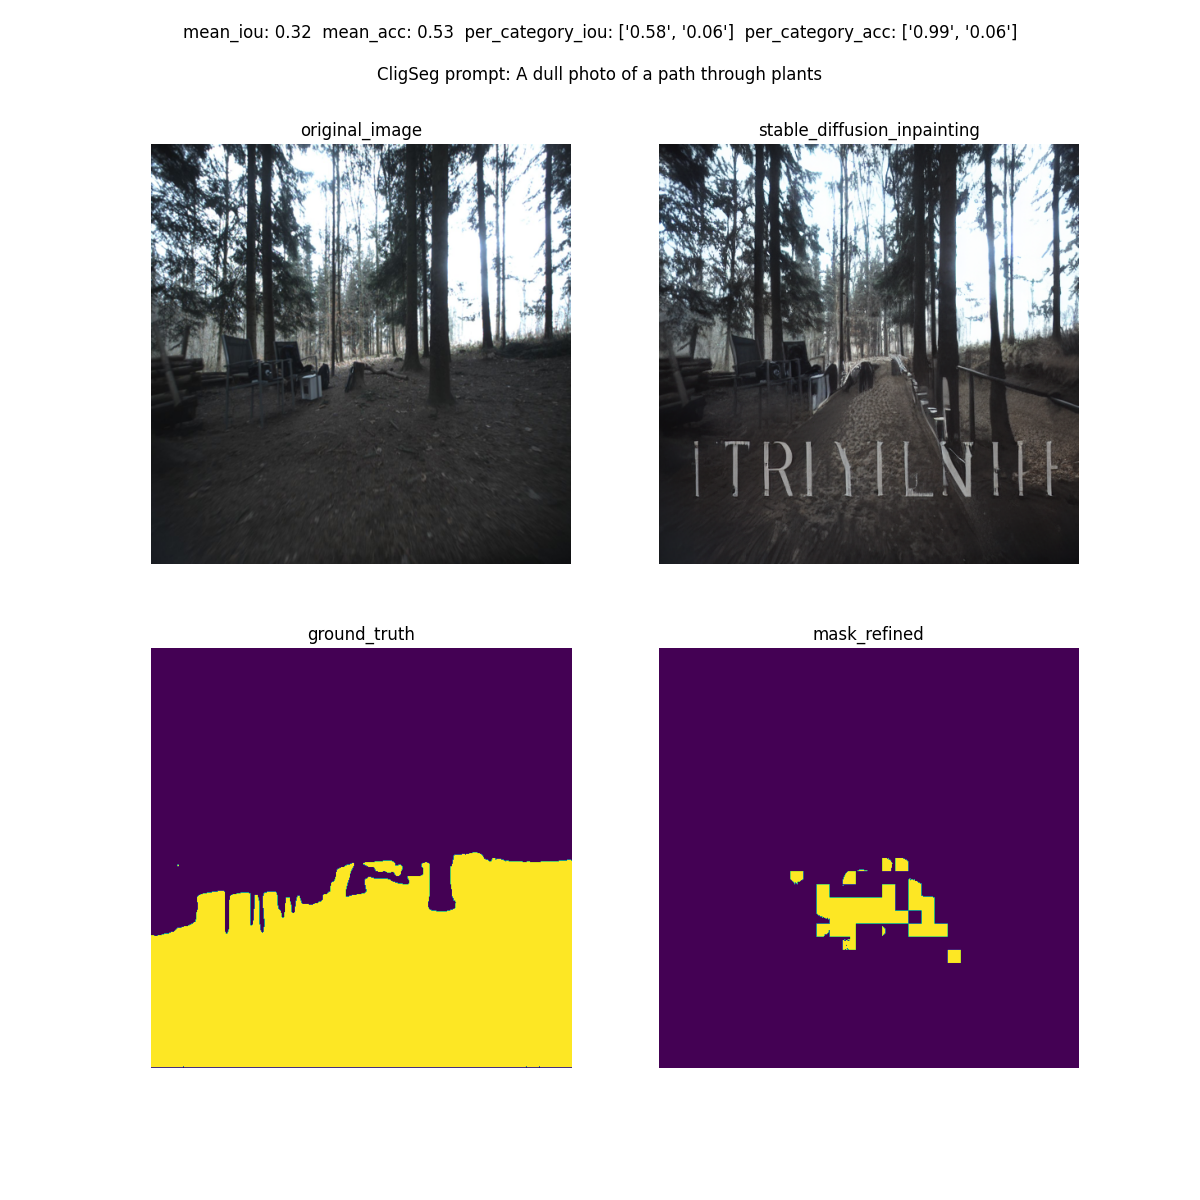 mean_iou: 0.32 mean_acc: 0.53 per_category_iou: ['0.58', '0.06'] per_category_acc: ['0.99', '0.06']
CligSeg prompt: A dull photo of a path through plants
original_image
stable_diffusion_inpainting
ground_truth
mask_refined